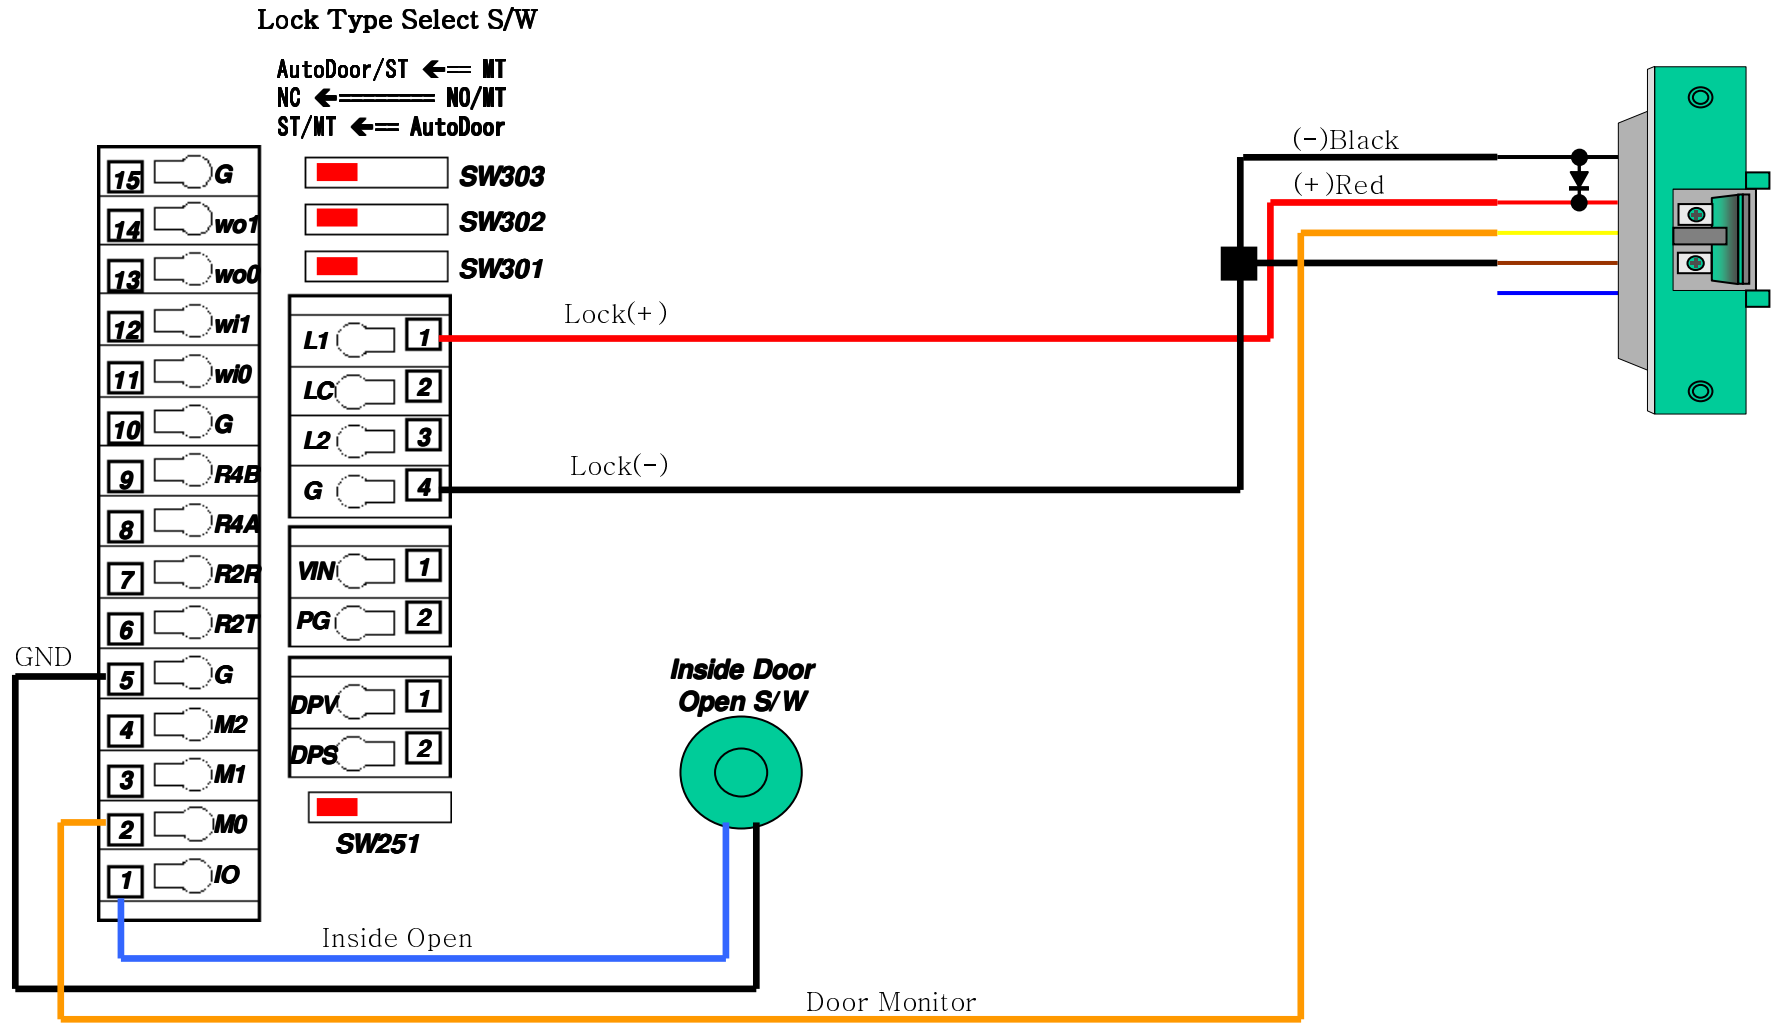 Lock Type Select S/W
AutoDoor/ST ←== MT
NC ←======== NO/MT
ST/MT ←== AutoDoor
SW303
SW302
SW301
15 G
14 wo1
13 wo0
12 wi1
11 wi0
10 G
9 R4B
8 R4A
7 R2R
6 R2T
5 G
4 M2
3 M1
2 M0
1 IO
L1 1
LC 2
L2 3
G 4
VIN 1
PG 2
DPV 1
DPS 2
SW251
GND
Lock(+)
Lock(-)
(-)Black
(+)Red
Inside Door
Open S/W
Inside Open
Door Monitor